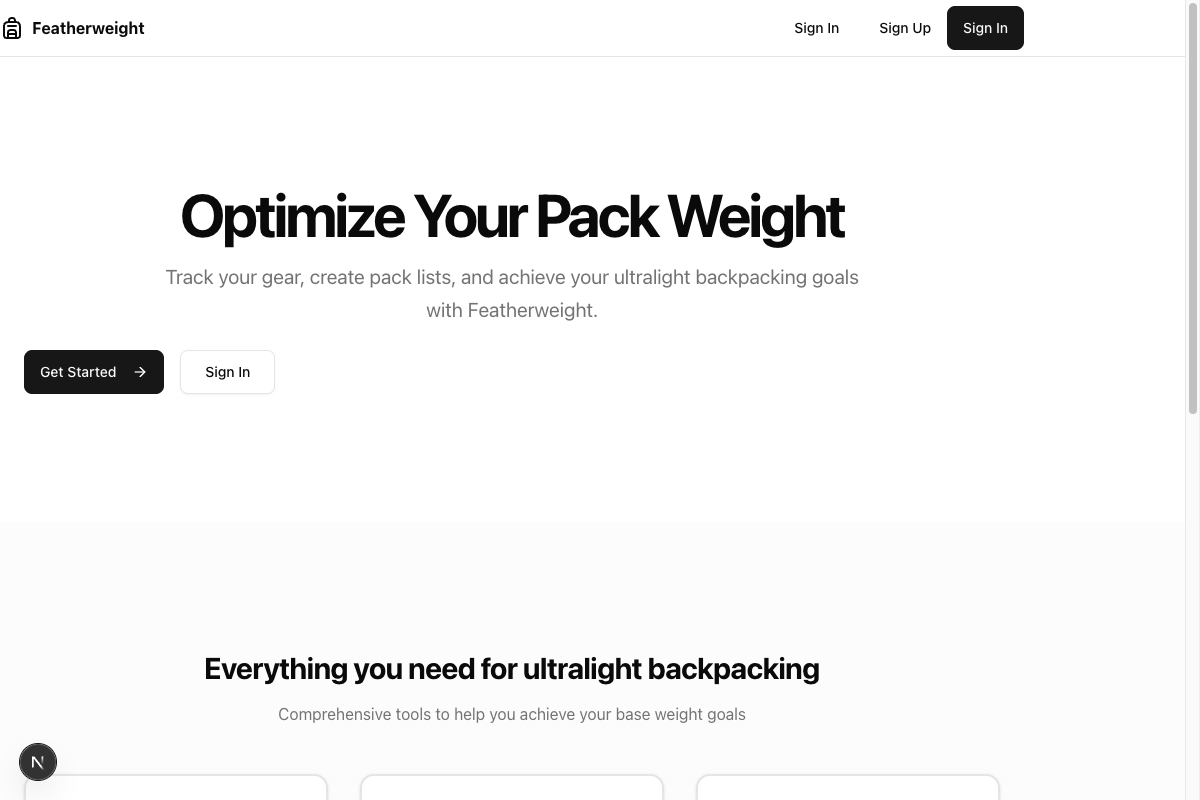 Featherweight
Sign In
Sign Up
Sign In
Optimize Your Pack Weight
Track your gear, create pack lists, and achieve your ultralight backpacking goals
with Featherweight.
Get Started →
Sign In
Everything you need for ultralight backpacking
Comprehensive tools to help you achieve your base weight goals
N